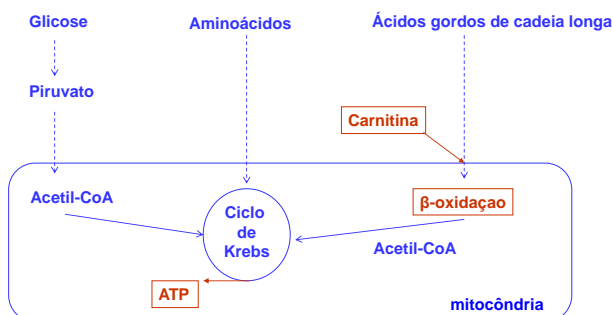 Glicose
Aminoácidos
Ácidos gordos de cadeia longa
Piruvato
Carnitina
Acetil-CoA
Ciclo
de
Krebs
β-oxidaçao
Acetil-CoA
ATP
mitocôndria